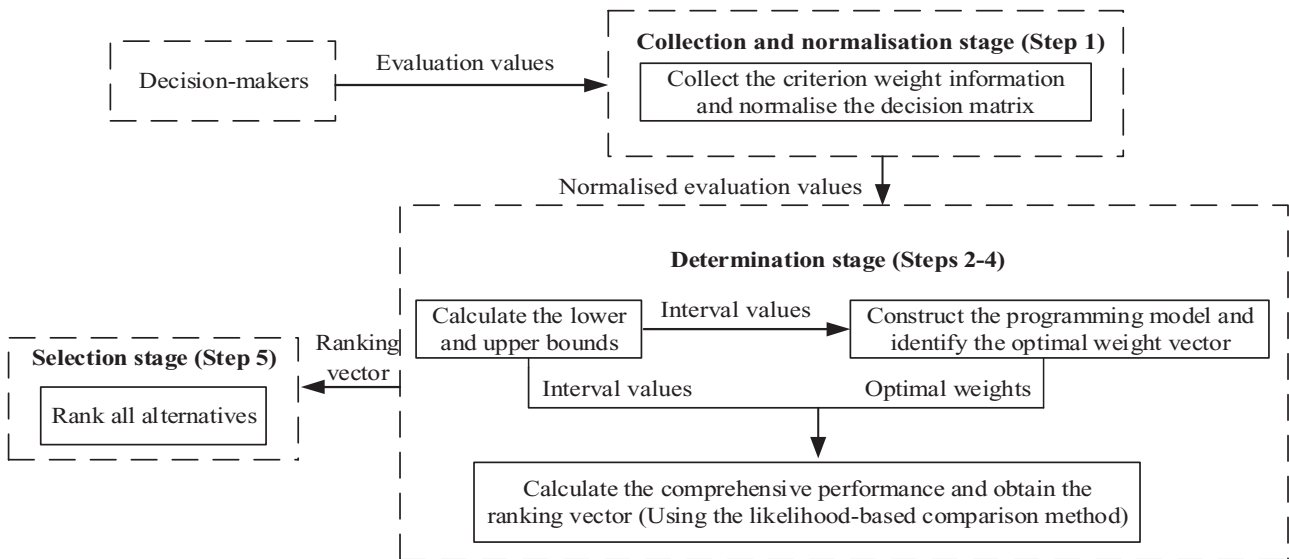 Decision-makers
Evaluation values
Collection and normalisation stage (Step 1)
Collect the criterion weight information
and normalise the decision matrix
Normalised evaluation values
Determination stage (Steps 2-4)
Calculate the lower
and upper bounds
Interval values
Construct the programming model and
identify the optimal weight vector
Interval values
Optimal weights
Calculate the comprehensive performance and obtain the
ranking vector (Using the likelihood-based comparison method)
Ranking
vector
Selection stage (Step 5)
Rank all alternatives